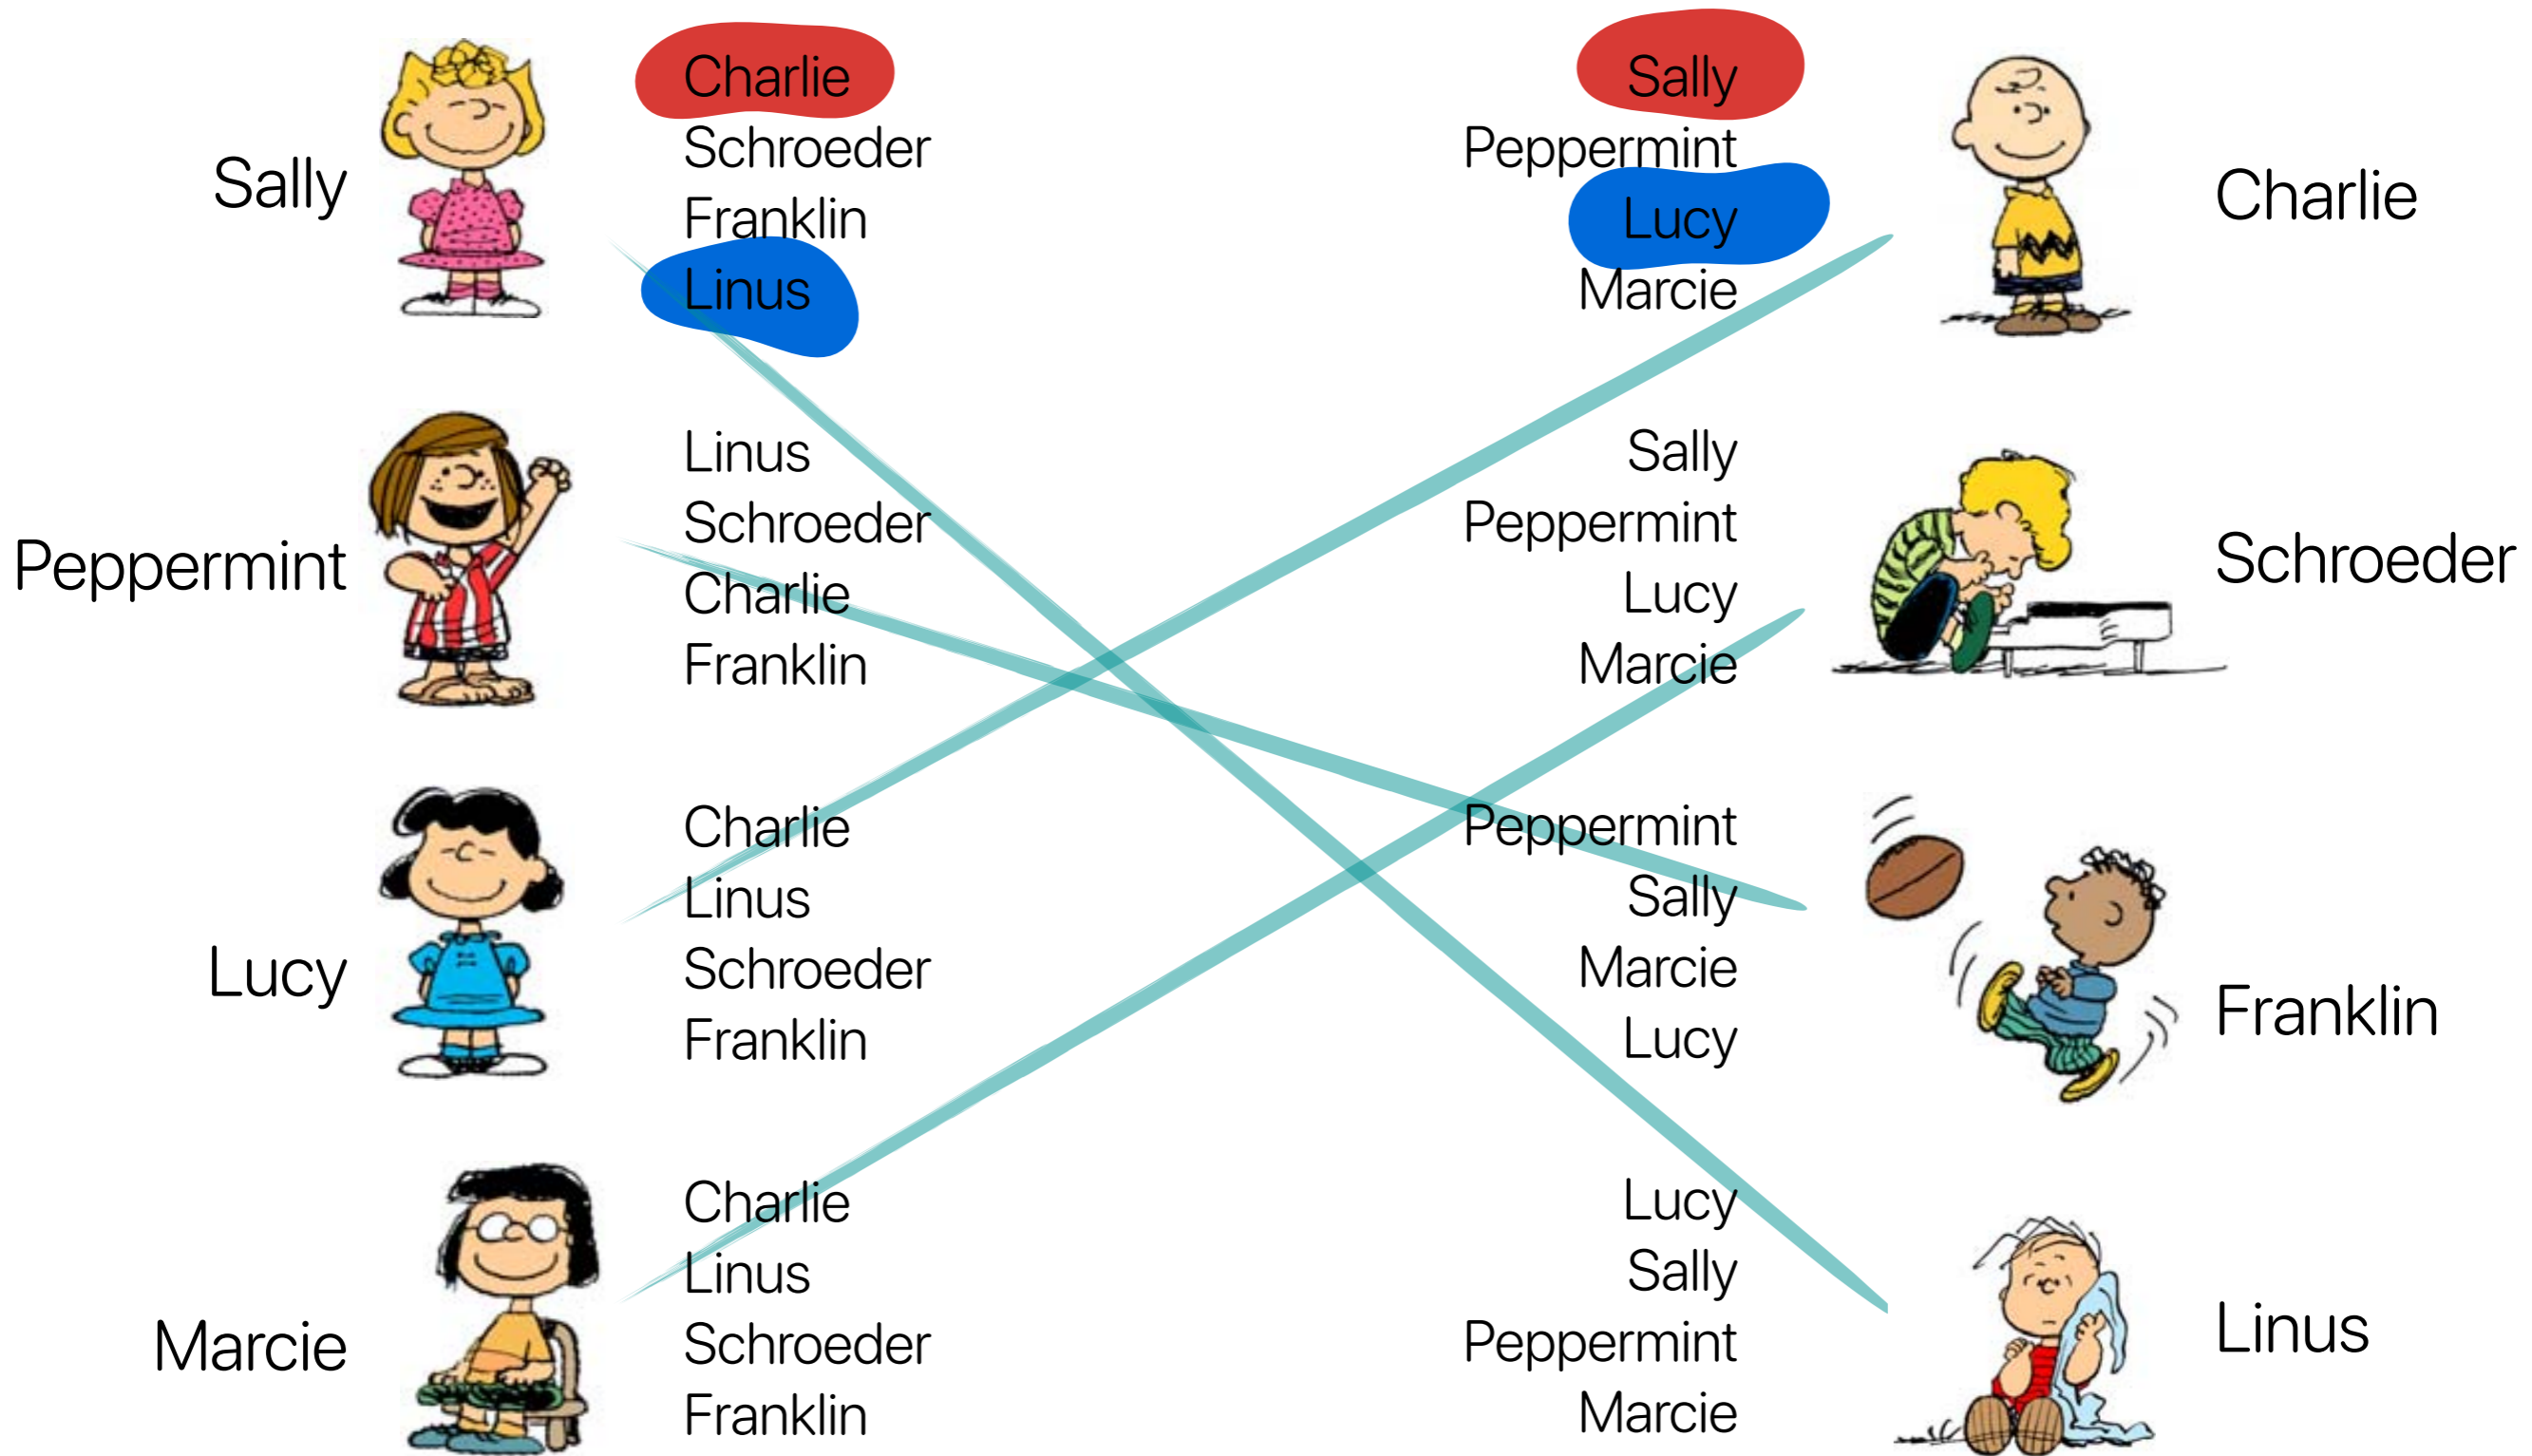 Sally
Charlie
Schroeder
Franklin
Linus
Sally
Peppermint
Lucy
Marcie
Charlie
Peppermint
Linus
Schroeder
Charlie
Franklin
Sally
Peppermint
Lucy
Marcie
Schroeder
Lucy
Charlie
Linus
Schroeder
Franklin
Peppermint
Sally
Marcie
Lucy
Franklin
Marcie
Charlie
Linus
Schroeder
Franklin
Lucy
Sally
Peppermint
Marcie
Linus